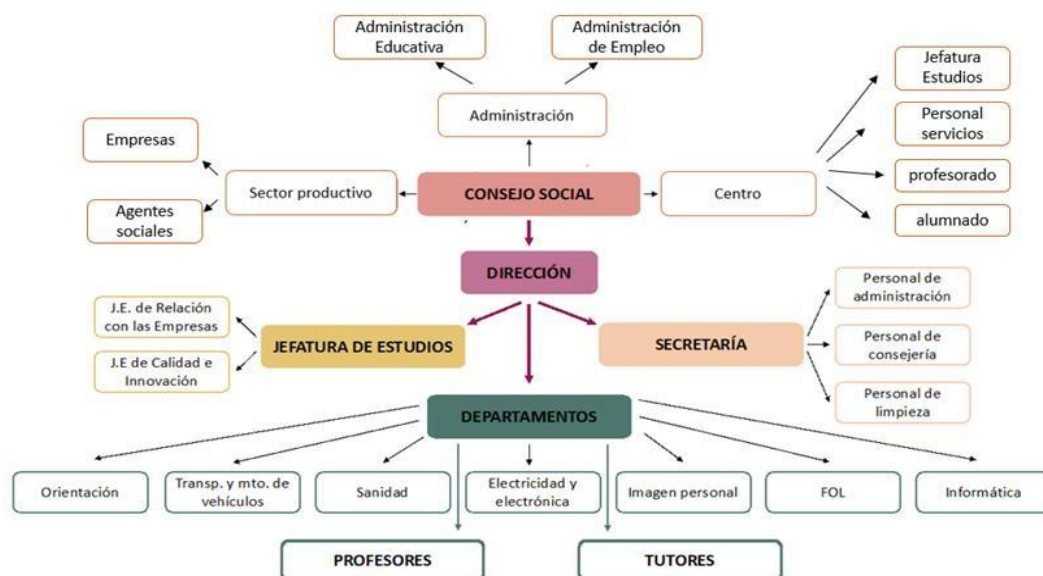 Administración
Educativa
Administración
de Empleo
Administración
Jefatura
Estudios
Personal
servicios
profesorado
alumnado
Empresas
Agentes
sociales
Sector productivo
CONSEJO SOCIAL
Centro
DIRECCIÓN
J.E. de Relación
con las Empresas
J.E de Calidad e
Innovación
JEFATURA DE ESTUDIOS
SECRETARÍA
Personal de
administración
Personal de
consejería
Personal de
limpieza
DEPARTAMENTOS
Orientación
Transp. y mto. de
vehículos
Sanidad
Electricidad y
electrónica
Imagen personal
FOL
Informática
PROFESORES
TUTORES